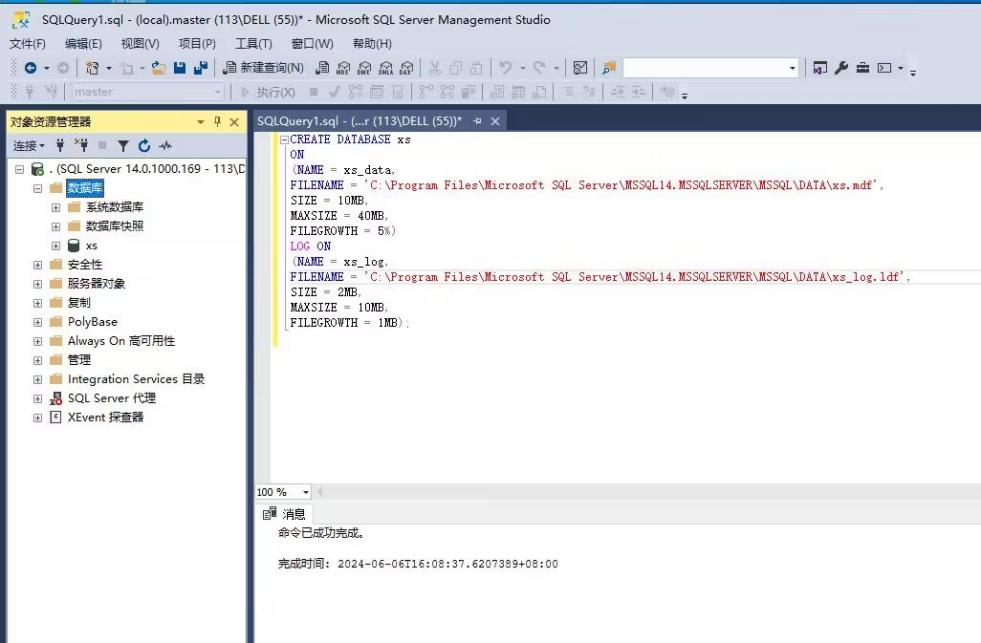 SQLQuery1.sql - (local).master (113\DELL (55))* - Microsoft SQL Server Management Studio
文件(F) 编辑(E) 视图(V) 项目(P) 工具(T) 窗口(W) 帮助(H)
新建查询(N)
master 执行(X)
对象资源管理器
连接
. (SQL Server 14.0.1000.169 - 113\D
数据库
系统数据库
数据库快照
xs
安全性
服务器对象
复制
PolyBase
Always On 高可用性
管理
Integration Services 目录
SQL Server 代理
XEvent 探查器
SQLQuery1.sql - (...r (113\DELL (55))*
CREATE DATABASE xs
ON
(NAME = xs_data,
FILENAME = 'C:\Program Files\Microsoft SQL Server\MSSQL14.MSSQLSERVER\MSSQL\DATA\xs.mdf',
SIZE = 10MB,
MAXSIZE = 40MB,
FILEGROWTH = 5%)
LOG ON
(NAME = xs_log,
FILENAME = 'C:\Program Files\Microsoft SQL Server\MSSQL14.MSSQLSERVER\MSSQL\DATA\xs_log.ldf',
SIZE = 2MB,
MAXSIZE = 10MB,
FILEGROWTH = 1MB);
100 %
消息
命令已成功完成。
完成时间: 2024-06-06T16:08:37.6207389+08:00